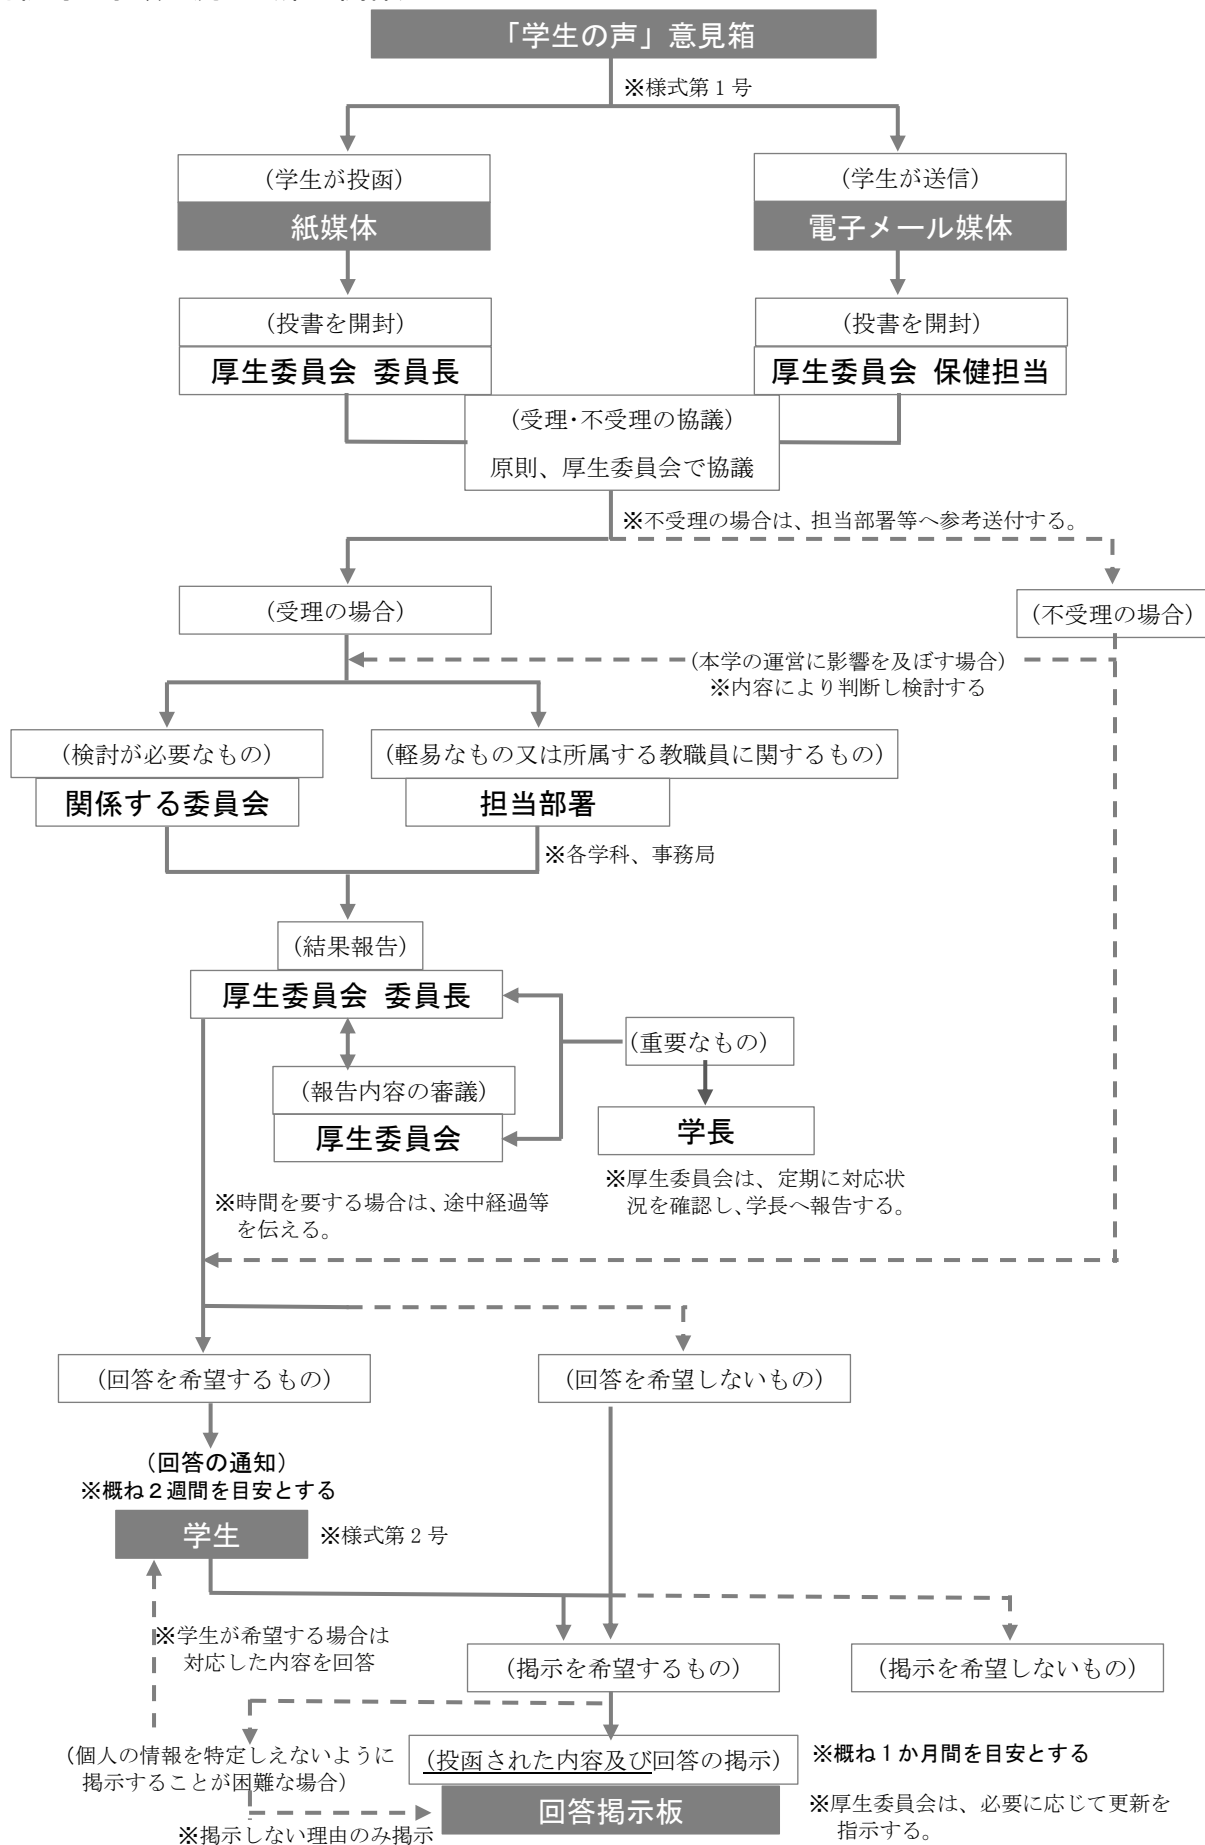 「学生の声」意見箱
※様式第１号
（学生が投函）
紙媒体
（学生が送信）
電子メール媒体
（投書を開封）
厚生委員会 委員長
（投書を開封）
厚生委員会 保健担当
（受理・不受理の協議）
原則、厚生委員会で協議
※不受理の場合は、担当部署等へ参考送付する。
（受理の場合）
（不受理の場合）
（本学の運営に影響を及ぼす場合）
※内容により判断し検討する
（検討が必要なもの）
関係する委員会
（軽易なもの又は所属する教職員に関するもの）
担当部署
※各学科、事務局
（結果報告）
厚生委員会 委員長
（重要なもの）
（報告内容の審議）
厚生委員会
学長
※厚生委員会は、定期に対応状
況を確認し、学長へ報告する。
※時間を要する場合は、途中経過等
を伝える。
（回答を希望するもの）
（回答を希望しないもの）
（回答の通知）
※概ね２週間を目安とする
学生
※様式第２号
※学生が希望する場合は
対応した内容を回答
（掲示を希望するもの）
（掲示を希望しないもの）
（個人の情報を特定しえないように
掲示することが困難な場合）
（投函された内容及び回答の掲示）
※概ね１か月間を目安とする
回答掲示板
※厚生委員会は、必要に応じて更新を
指示する。
※掲示しない理由のみ掲示